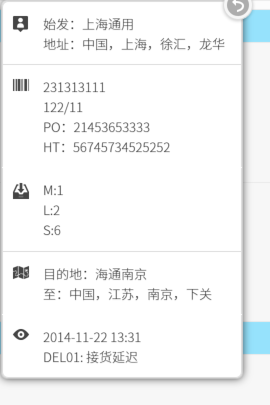 始发：上海通用
地址：中国，上海，徐汇，龙华
231313111
122/11
PO：21453653333
HT：56745734525252
M:1
L:2
S:6
目的地：海通南京
至：中国，江苏，南京，下关
2014-11-22 13:31
DEL01: 接货延迟